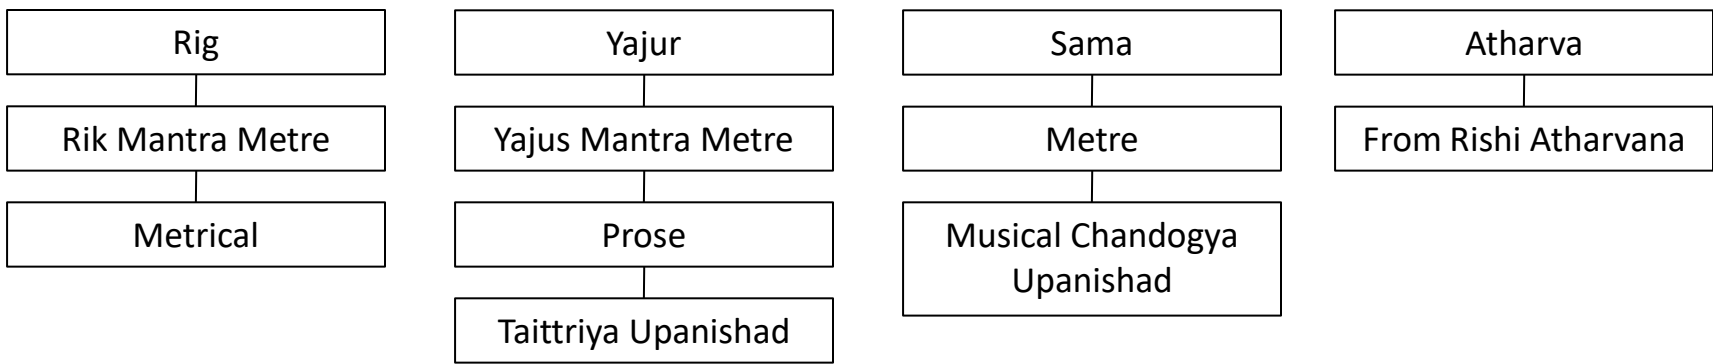 Rig
Yajur
Sama
Atharva
Rik Mantra Metre
Yajus Mantra Metre
Metre
From Rishi Atharvana
Metrical
Prose
Musical Chandogya
Upanishad
Taittriya Upanishad